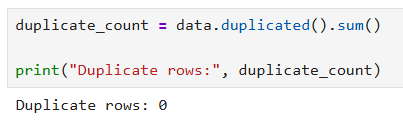 duplicate_count = data.duplicated().sum()
print("Duplicate rows:", duplicate_count)
Duplicate rows: 0